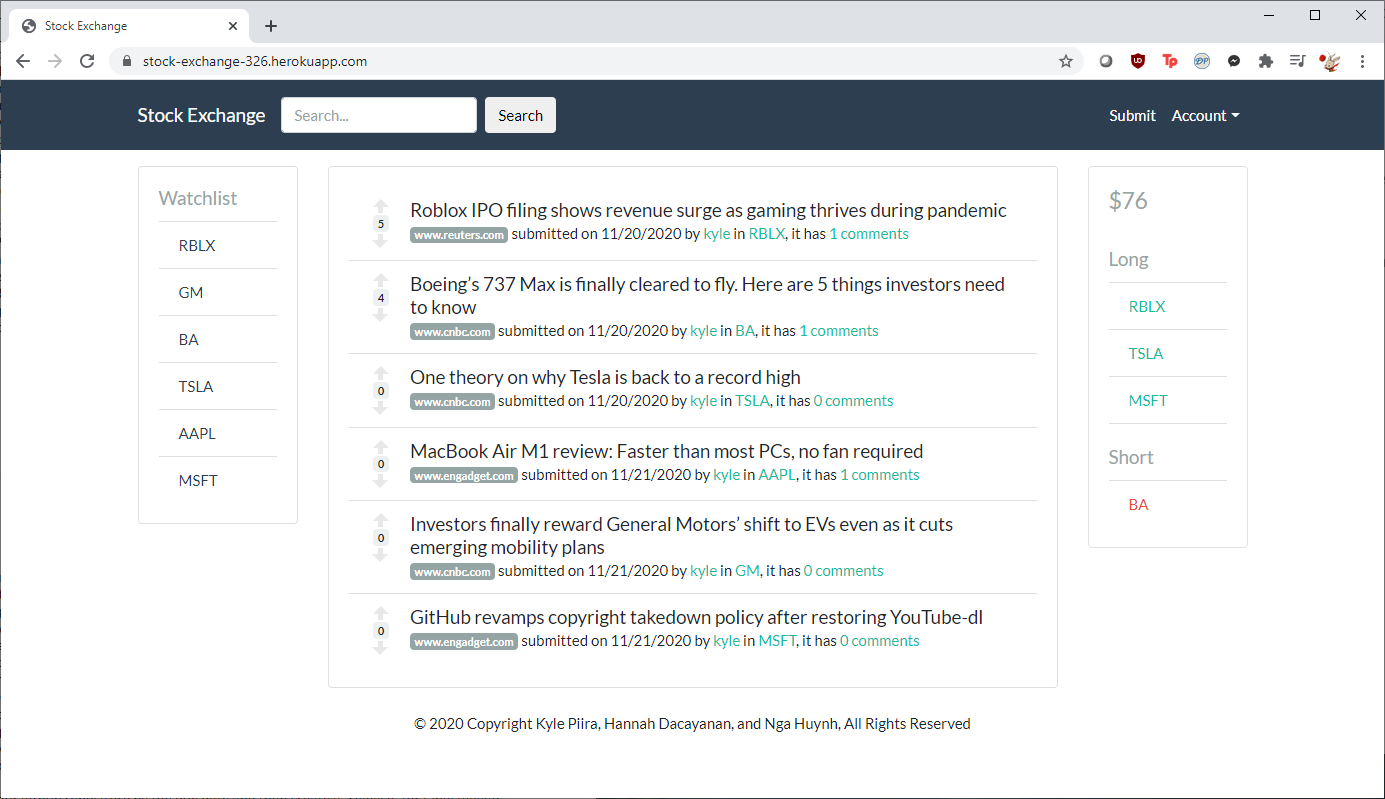 Stock Exchange
stock-exchange-326.herokuapp.com
Stock Exchange Search... Search Submit Account
Watchlist
RBLX
GM
BA
TSLA
AAPL
MSFT
5
Roblox IPO filing shows revenue surge as gaming thrives during pandemic
www.reuters.com submitted on 11/20/2020 by kyle in RBLX, it has 1 comments
4
Boeing’s 737 Max is finally cleared to fly. Here are 5 things investors need
to know
www.cnbc.com submitted on 11/20/2020 by kyle in BA, it has 1 comments
0
One theory on why Tesla is back to a record high
www.cnbc.com submitted on 11/20/2020 by kyle in TSLA, it has 0 comments
0
MacBook Air M1 review: Faster than most PCs, no fan required
www.engadget.com submitted on 11/21/2020 by kyle in AAPL, it has 1 comments
0
Investors finally reward General Motors’ shift to EVs even as it cuts
emerging mobility plans
www.cnbc.com submitted on 11/21/2020 by kyle in GM, it has 0 comments
0
GitHub revamps copyright takedown policy after restoring YouTube-dl
www.engadget.com submitted on 11/21/2020 by kyle in MSFT, it has 0 comments
$76
Long
RBLX
TSLA
MSFT
Short
BA
© 2020 Copyright Kyle Piira, Hannah Dacayanan, and Nga Huynh, All Rights Reserved